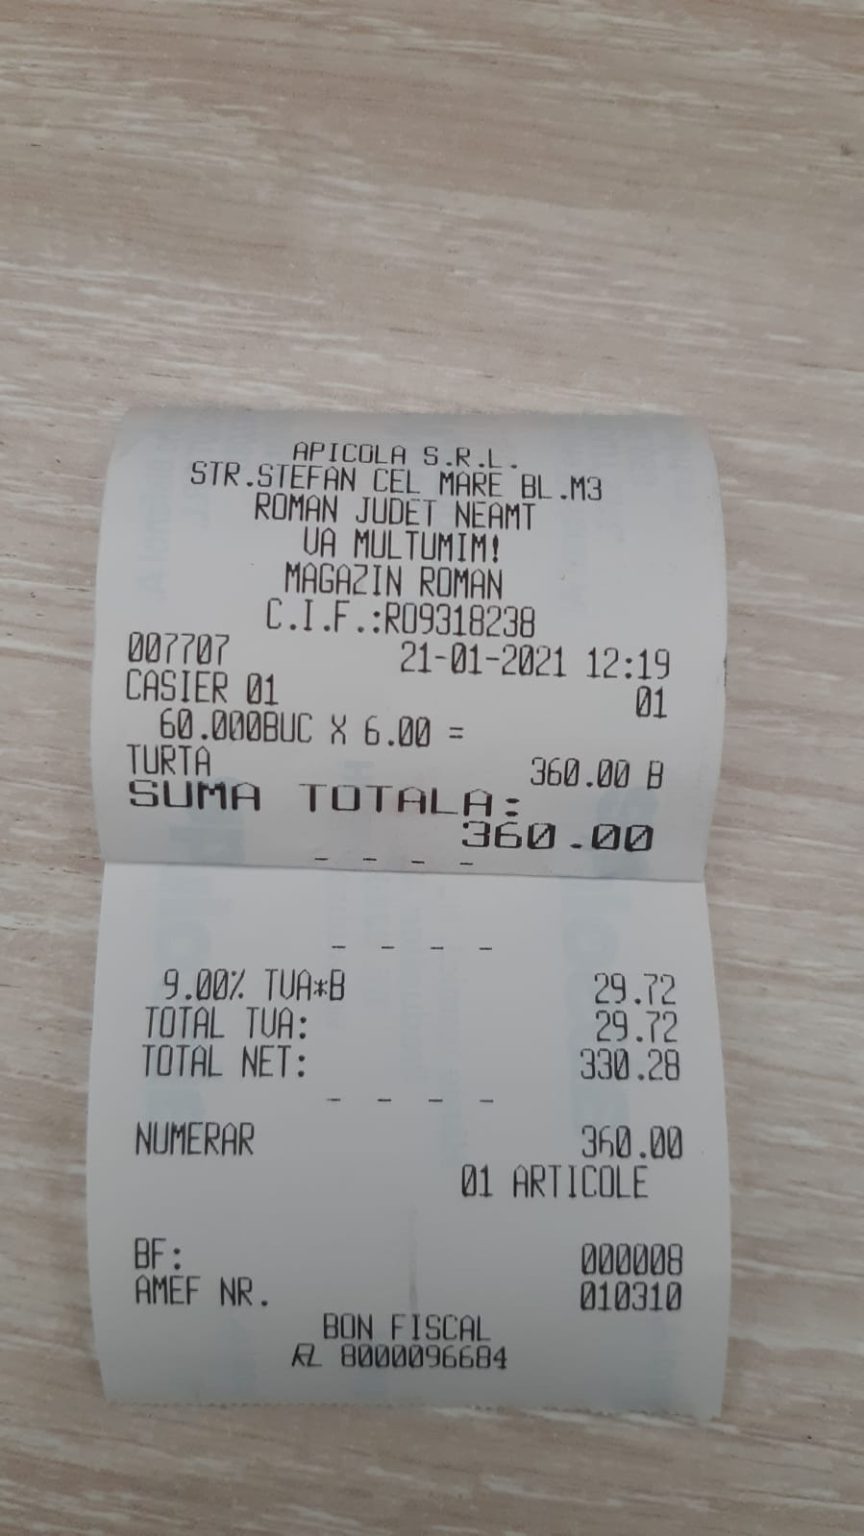 APICOLA S.R.L.
STR.STEFAN CEL MARE BL.M3
ROMAN JUDET NEAMT
VA MULTUMIM!
MAGAZIN ROMAN
C.I.F.:RO9318238
007707 21-01-2021 12:19
CASIER 01 01
60.000BUC X 6.00 =
TURTA 360.00 B
SUMA TOTALA:
360.00
- - - -
- - - -
9.00% TVA*B 29.72
TOTAL TVA: 29.72
TOTAL NET: 330.28
- - - -
NUMERAR 360.00
01 ARTICOLE
BF: 000008
AMEF NR. 010310
BON FISCAL
8000096684